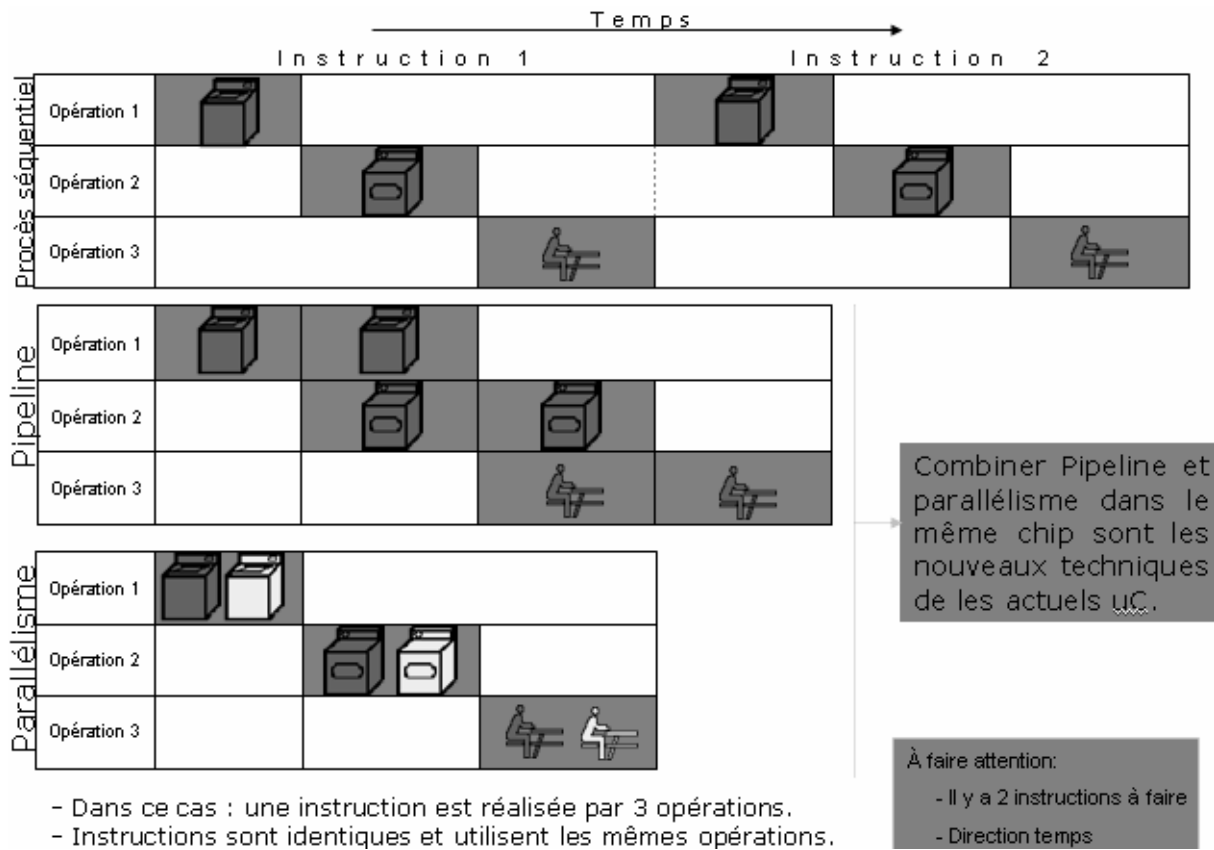 Temps
Instruction 1
Instruction 2
Procès séquentiel
Opération 1
Opération 2
Opération 3
Pipeline
Opération 1
Opération 2
Opération 3
Combiner Pipeline et
parallélisme dans le
même chip sont les
nouveaux techniques
de les actuels uC.
Parallélisme
Opération 1
Opération 2
Opération 3
À faire attention:
- Il y a 2 instructions à faire
- Direction temps
- Dans ce cas : une instruction est réalisée par 3 opérations.
- Instructions sont identiques et utilisent les mêmes opérations.